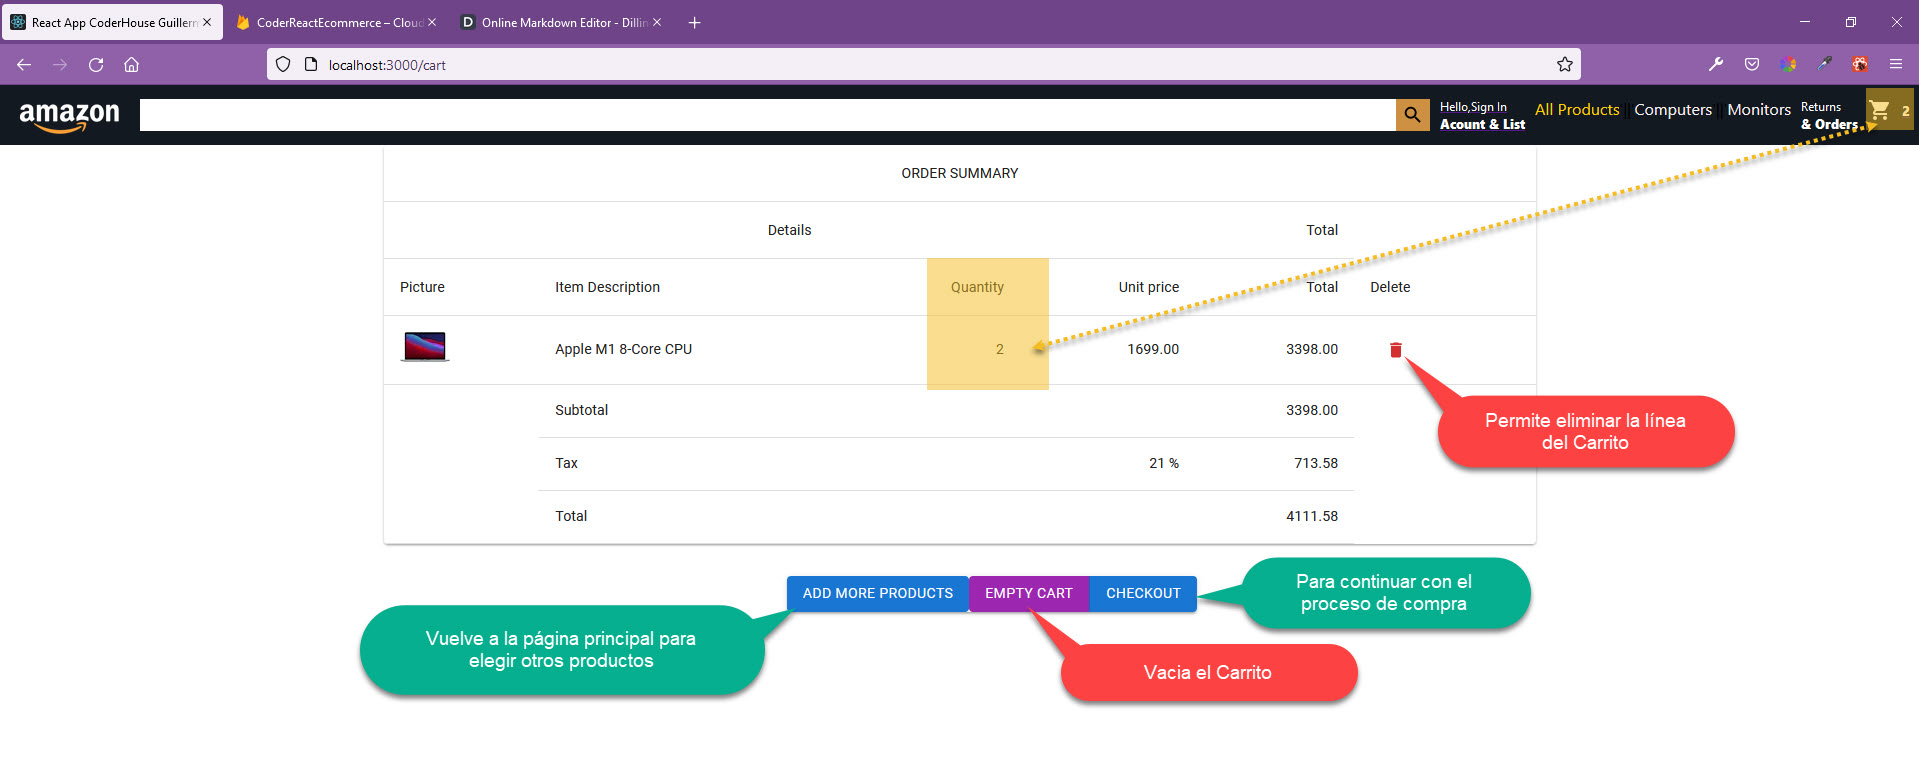 React App CoderHouse Guillerm
CoderReactEcommerce – Cloud
Online Markdown Editor - Dillin
localhost:3000/cart
amazon
Hello,Sign In
Acount & List
All Products
Computers
Monitors
Returns
& Orders
2
ORDER SUMMARY
Details Total
Picture Item Description Quantity Unit price Total Delete
Apple M1 8-Core CPU 2 1699.00 3398.00
Subtotal 3398.00
Tax 21 % 713.58
Total 4111.58
Permite eliminar la línea
del Carrito
ADD MORE PRODUCTS EMPTY CART CHECKOUT
Para continuar con el
proceso de compra
Vuelve a la página principal para
elegir otros productos
Vacia el Carrito